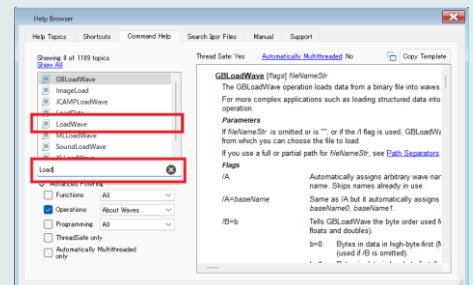 Help Browser
Help Topics Shortcuts Command Help Search Igor Files Manual Support
Showing 8 of 1189 topics
Show All
Thread Safe: Yes Automatically Multithreaded: No Copy Template
GBLoadWave
ImageLoad
JCAMPLoadWave
LoadData
LoadWave
MLLoadWave
SoundLoadWave
Load
Advanced Filtering
Functions All
Operations About Waves
Programming All
ThreadSafe only
Automatically Multithreaded
only
GBLoadWave [flags] fileNameStr
The GBLoadWave operation loads data from a binary file into waves.
For more complex applications such as loading structured data into
operation.
Parameters
If fileNameStr is omitted or is "", or if the /I flag is used, GBLoadWa
from which you can choose the file to load.
If you use a full or partial path for fileNameStr, see Path Separators
Flags
/A Automatically assigns arbitrary wave nar
name. Skips names already in use.
/A=baseName Same as /A but it automatically assigns
baseName0, baseName1.
/B=b Tells GBLoadWave the byte order used f
floats and doubles).
b=0: Bytes in data in high-byte-first (M
(used if /B is omitted).